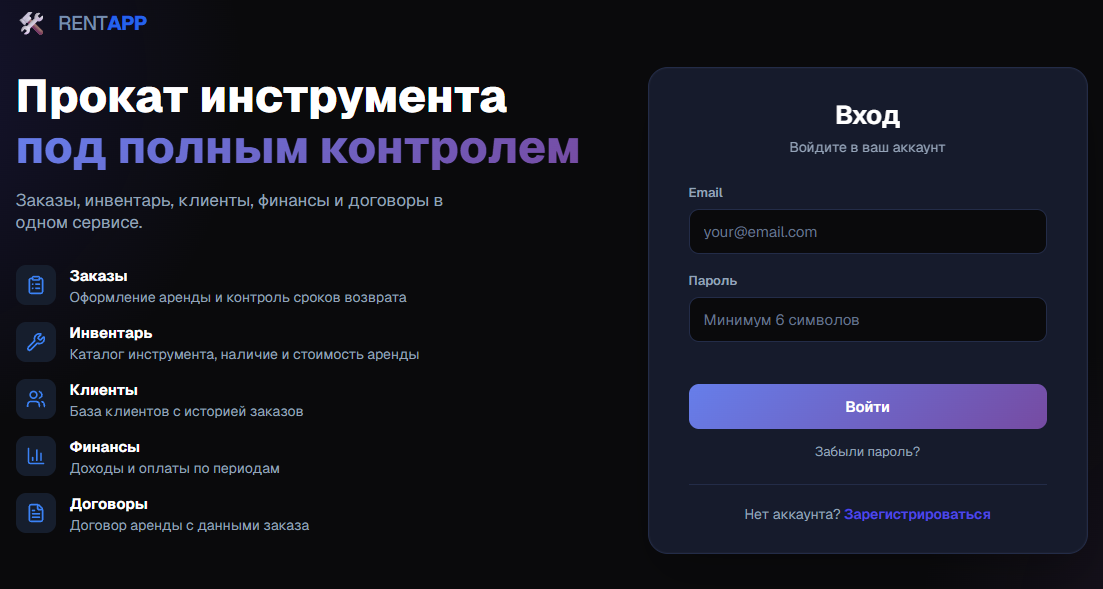 RENTAPP
Прокат инструмента
под полным контролем
Заказы, инвентарь, клиенты, финансы и договоры в
одном сервисе.
Заказы
Оформление аренды и контроль сроков возврата
Инвентарь
Каталог инструмента, наличие и стоимость аренды
Клиенты
База клиентов с историей заказов
Финансы
Доходы и оплаты по периодам
Договоры
Договор аренды с данными заказа
Вход
Войдите в ваш аккаунт
Email
your@email.com
Пароль
Минимум 6 символов
Войти
Забыли пароль?
Нет аккаунта? Зарегистрироваться